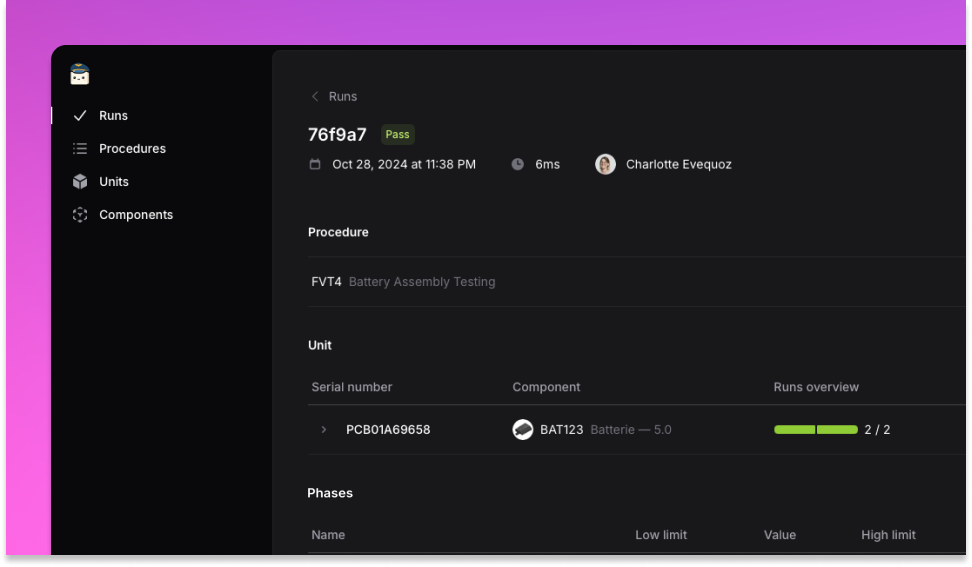 Runs
Procedures
Units
Components
Runs
76f9a7 Pass
Oct 28, 2024 at 11:38 PM 6ms Charlotte Evequoz
Procedure
FVT4 Battery Assembly Testing
Unit
Serial number Component Runs overview
PCB01A69658 BAT123 Batterie — 5.0 2 / 2
Phases
Name Low limit Value High limit